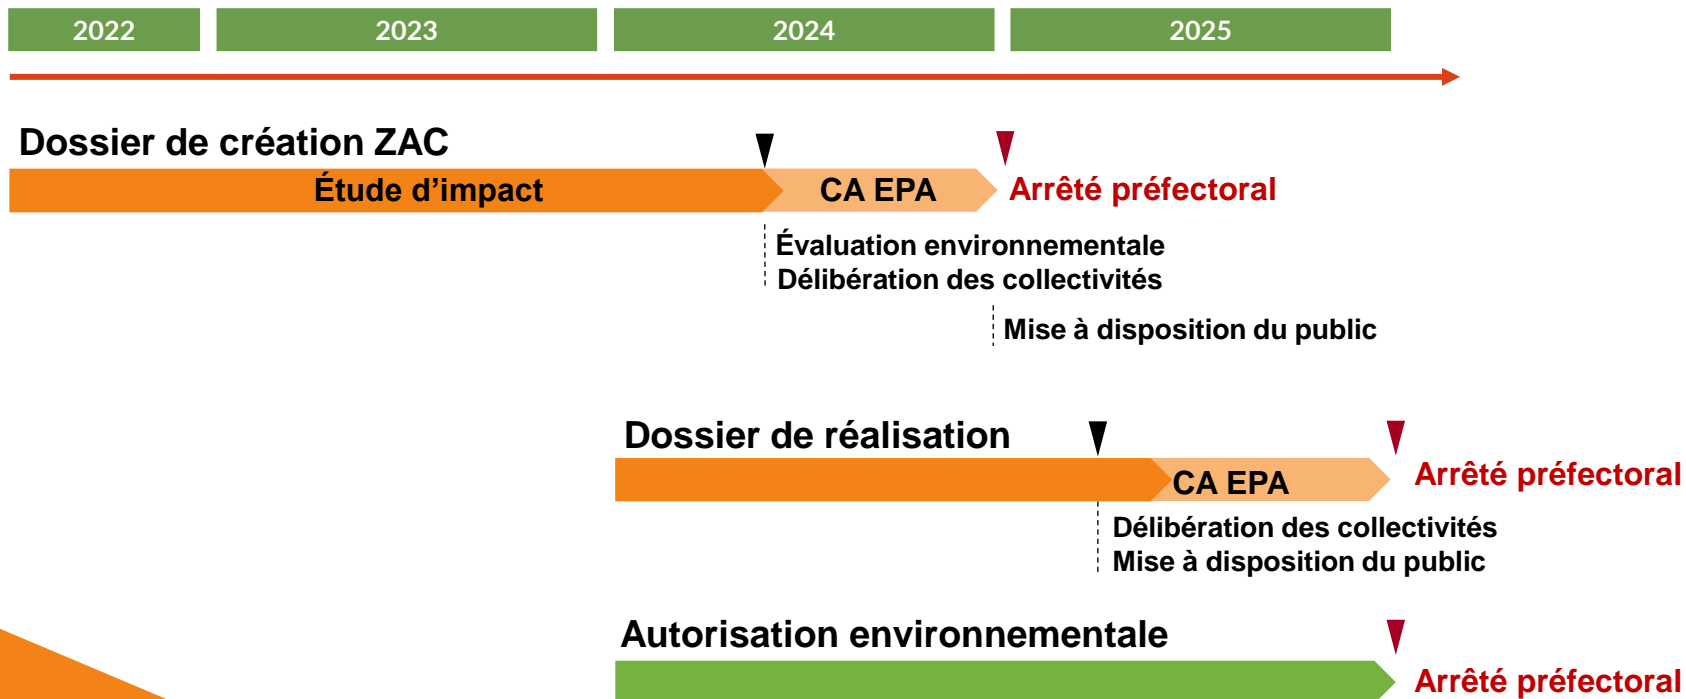 2022
2023
2024
2025
Dossier de création ZAC
Étude d’impact
CA EPA
Arrêté préfectoral
Évaluation environnementale
Délibération des collectivités
Mise à disposition du public
Dossier de réalisation
CA EPA
Arrêté préfectoral
Délibération des collectivités
Mise à disposition du public
Autorisation environnementale
Arrêté préfectoral